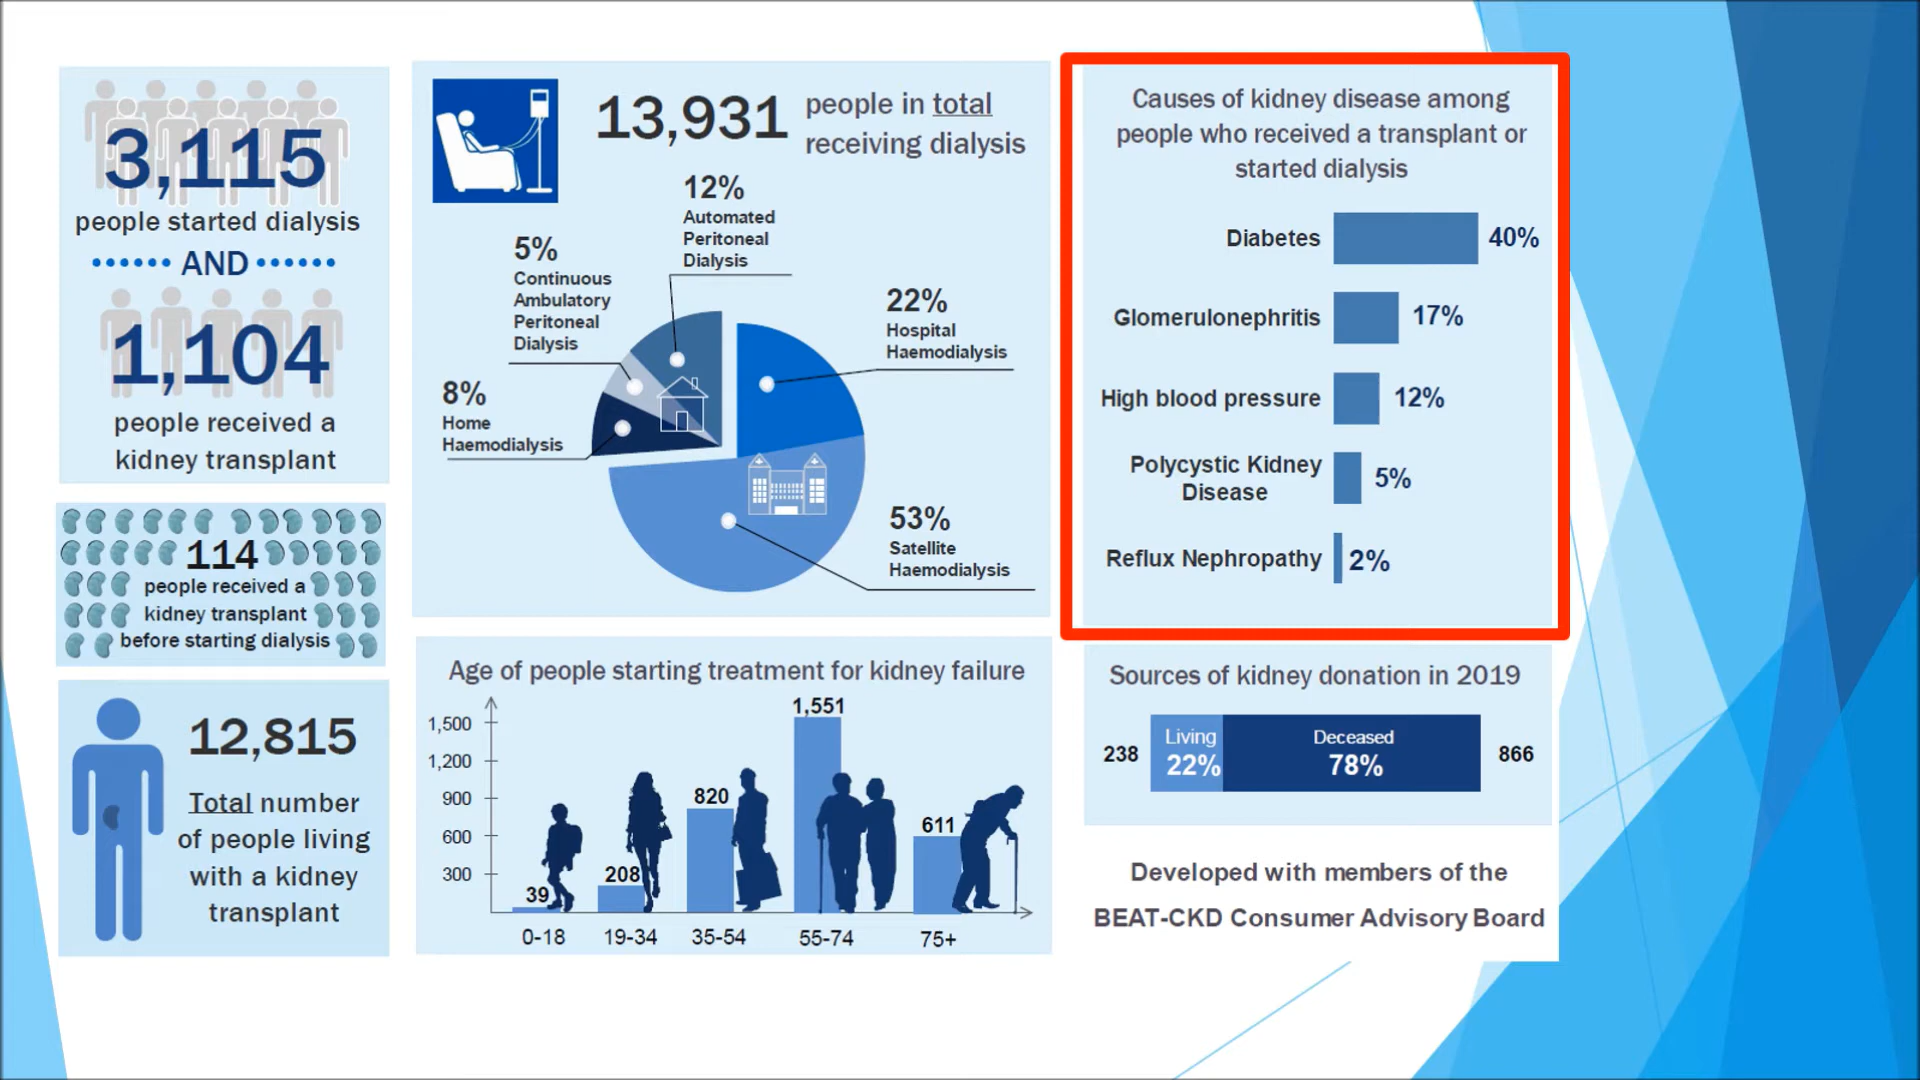 3,115
people started dialysis
AND
1,104
people received a
kidney transplant
114
people received a
kidney transplant
before starting dialysis
12,815
Total number
of people living
with a kidney
transplant
13,931
people in total
receiving dialysis
12%
Automated
Peritoneal
Dialysis
5%
Continuous
Ambulatory
Peritoneal
Dialysis
22%
Hospital
Haemodialysis
8%
Home
Haemodialysis
53%
Satellite
Haemodialysis
Age of people starting treatment for kidney failure
1,500
1,200
900
600
300
39
208
820
1,551
611
0-18
19-34
35-54
55-74
75+
Causes of kidney disease among
people who received a transplant or
started dialysis
Diabetes 40%
Glomerulonephritis 17%
High blood pressure 12%
Polycystic Kidney
Disease
5%
Reflux Nephropathy 2%
Sources of kidney donation in 2019
238
Living
22%
Deceased
78%
866
Developed with members of the
BEAT-CKD Consumer Advisory Board